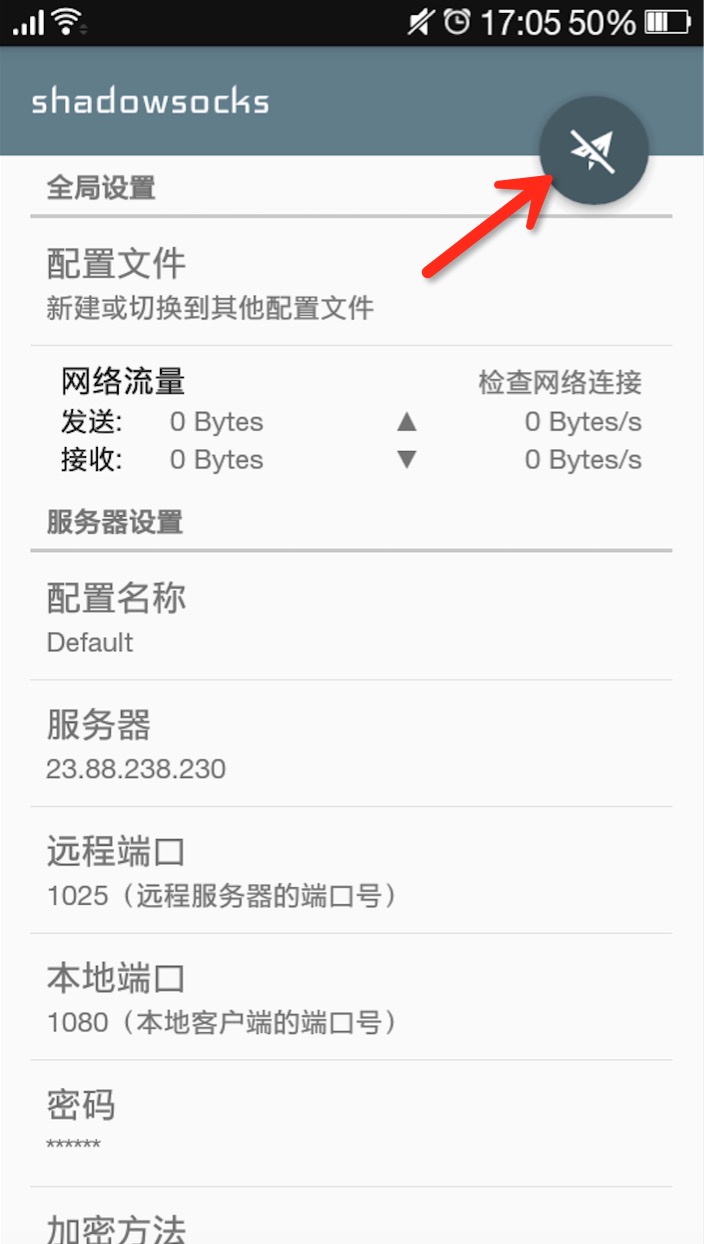 17:05 50%
shadowsocks
全局设置
配置文件
新建或切换到其他配置文件
网络流量 检查网络连接
发送: 0 Bytes ▲ 0 Bytes/s
接收: 0 Bytes ▼ 0 Bytes/s
服务器设置
配置名称
Default
服务器
23.88.238.230
远程端口
1025（远程服务器的端口号）
本地端口
1080（本地客户端的端口号）
密码
******
加密方法